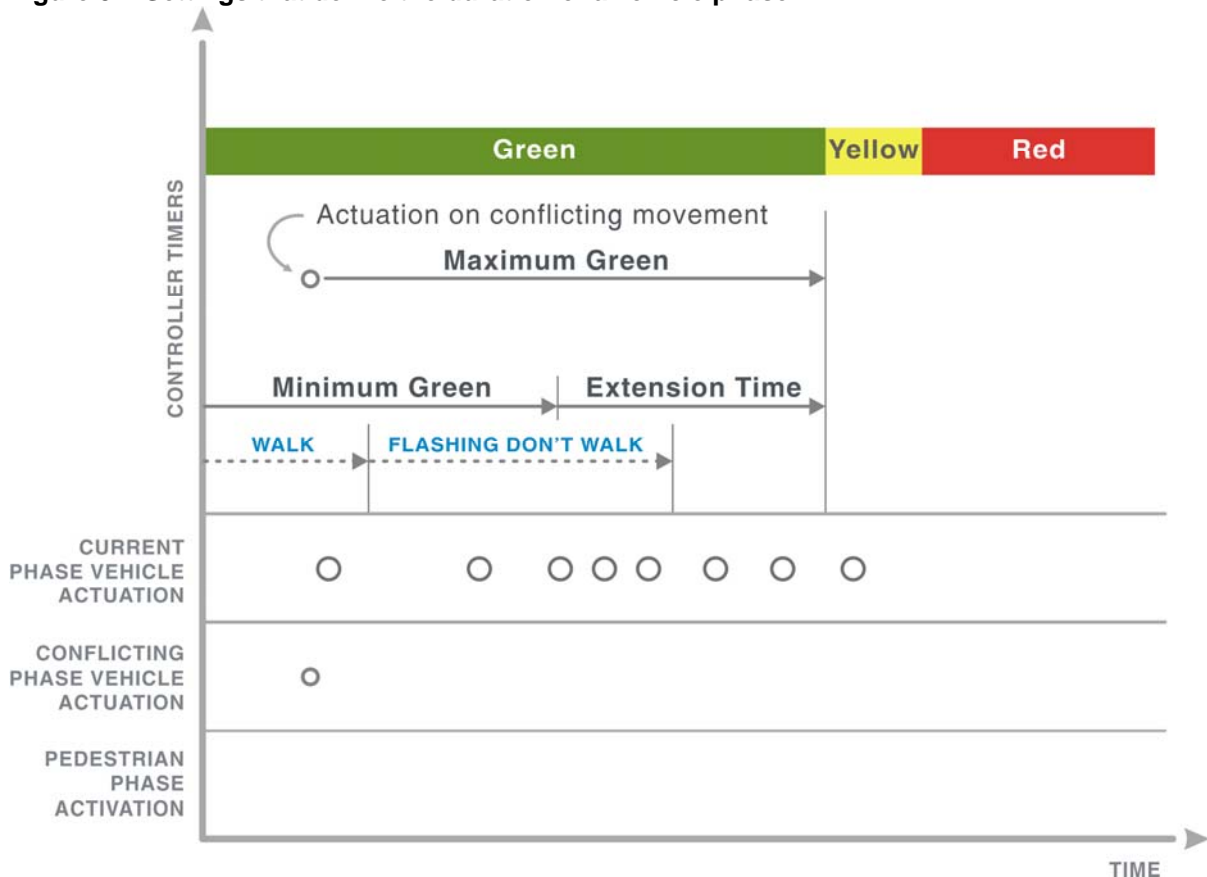 Green Yellow Red
Actuation on conflicting movement
Maximum Green
CONTROLLER TIMERS
Minimum Green Extension Time
WALK FLASHING DON'T WALK
CURRENT
PHASE VEHICLE
ACTUATION
CONFLICTING
PHASE VEHICLE
ACTUATION
PEDESTRIAN
PHASE
ACTIVATION
TIME